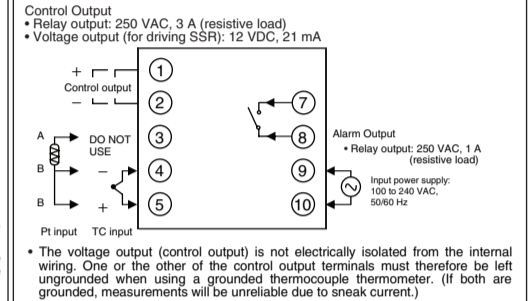 Control Output
• Relay output: 250 VAC, 3 A (resistive load)
• Voltage output (for driving SSR): 12 VDC, 21 mA
+
Control output
−
1
2
3
4
5
7
8
9
10
A
B
B
DO NOT
USE
−
+
Pt input TC input
Alarm Output
• Relay output: 250 VAC, 1 A
(resistive load)
Input power supply:
100 to 240 VAC,
50/60 Hz
• The voltage output (control output) is not electrically isolated from the internal
wiring. One or the other of the control output terminals must therefore be left
ungrounded when using a grounded thermocouple thermometer. (If both are
grounded, measurements will be unreliable due to sneak current.)